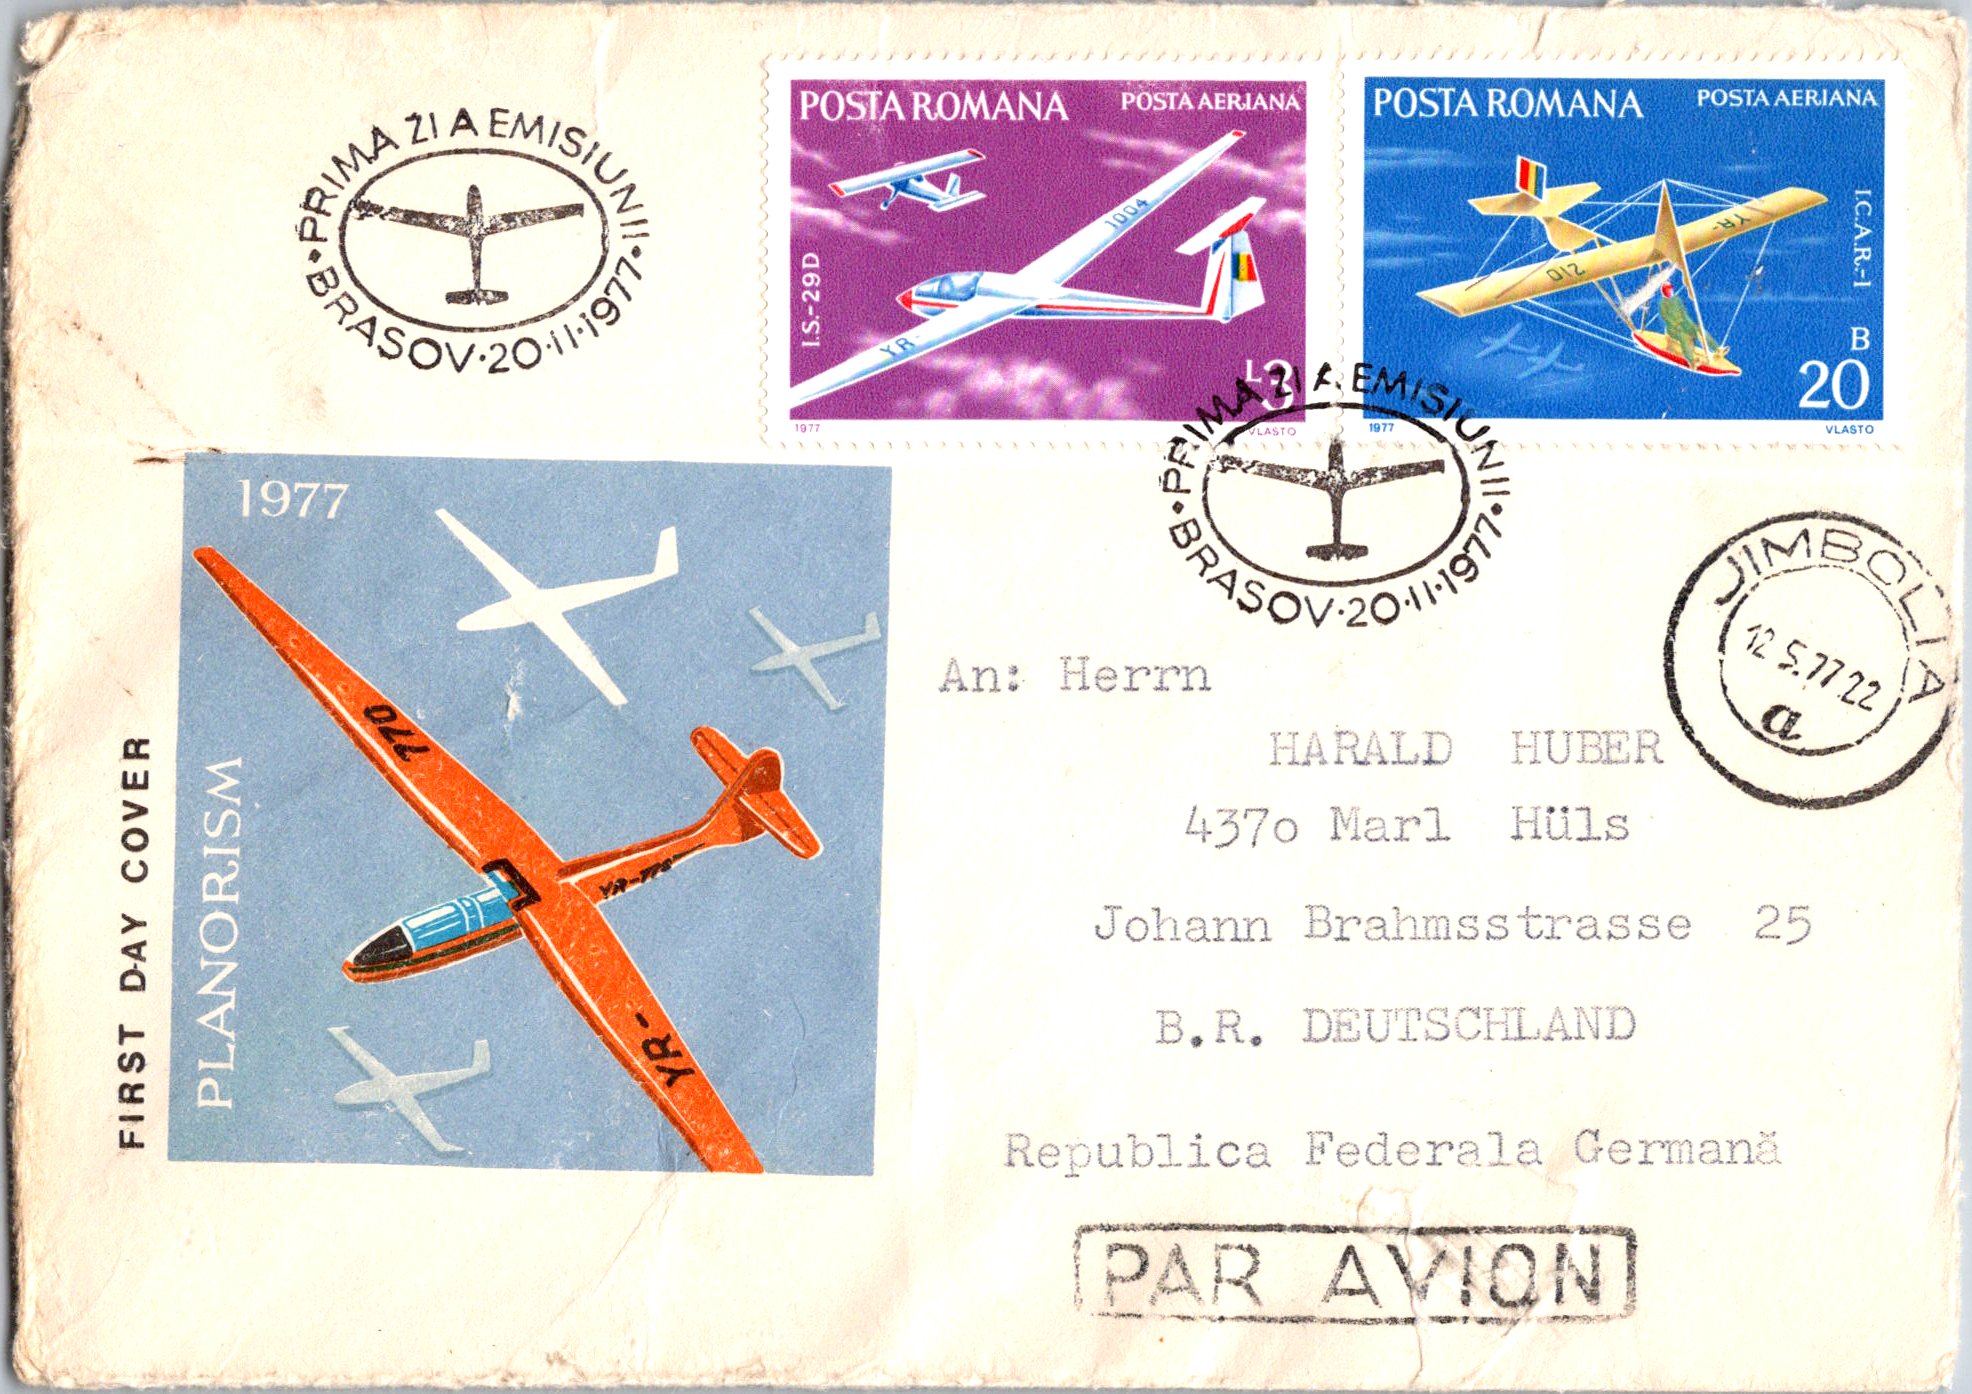 PRIMA ZI A EMISIUNII
BRASOV·20·II·1977
POSTA ROMANA POSTA AERIANA
I.S.-29D
1004
YR-
L 3
1977 VLASTO
POSTA ROMANA POSTA AERIANA
I.C.A.R.-1
YR-
012
B
20
1977 VLASTO
PRIMA ZI A EMISIUNII
BRASOV·20·II·1977
JIMBOLIA
12 5.77-22
a
FIRST DAY COVER
1977
PLANORISM
770
YR-
An: Herrn
HARALD HUBER
437o Marl Hüls
Johann Brahmsstrasse 25
B.R. DEUTSCHLAND
Republica Federala Germană
PAR AVION